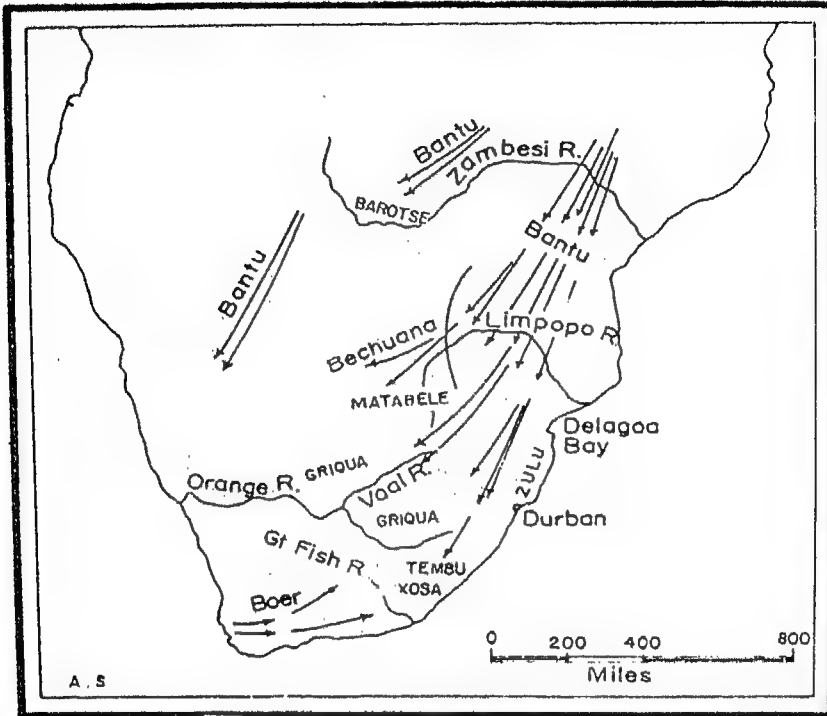 Bantu
Zambesi R.
BAROTSE
Bantu
Bantu
Limpopo R.
Bechuana
MATABELE
Delagoa
Bay
ZULU
Orange R.
GRIQUA
Vaal R.
Durban
GRIQUA
Gt Fish R.
TEMBU
XOSA
Boer
0 200 400 800
Miles
A.S